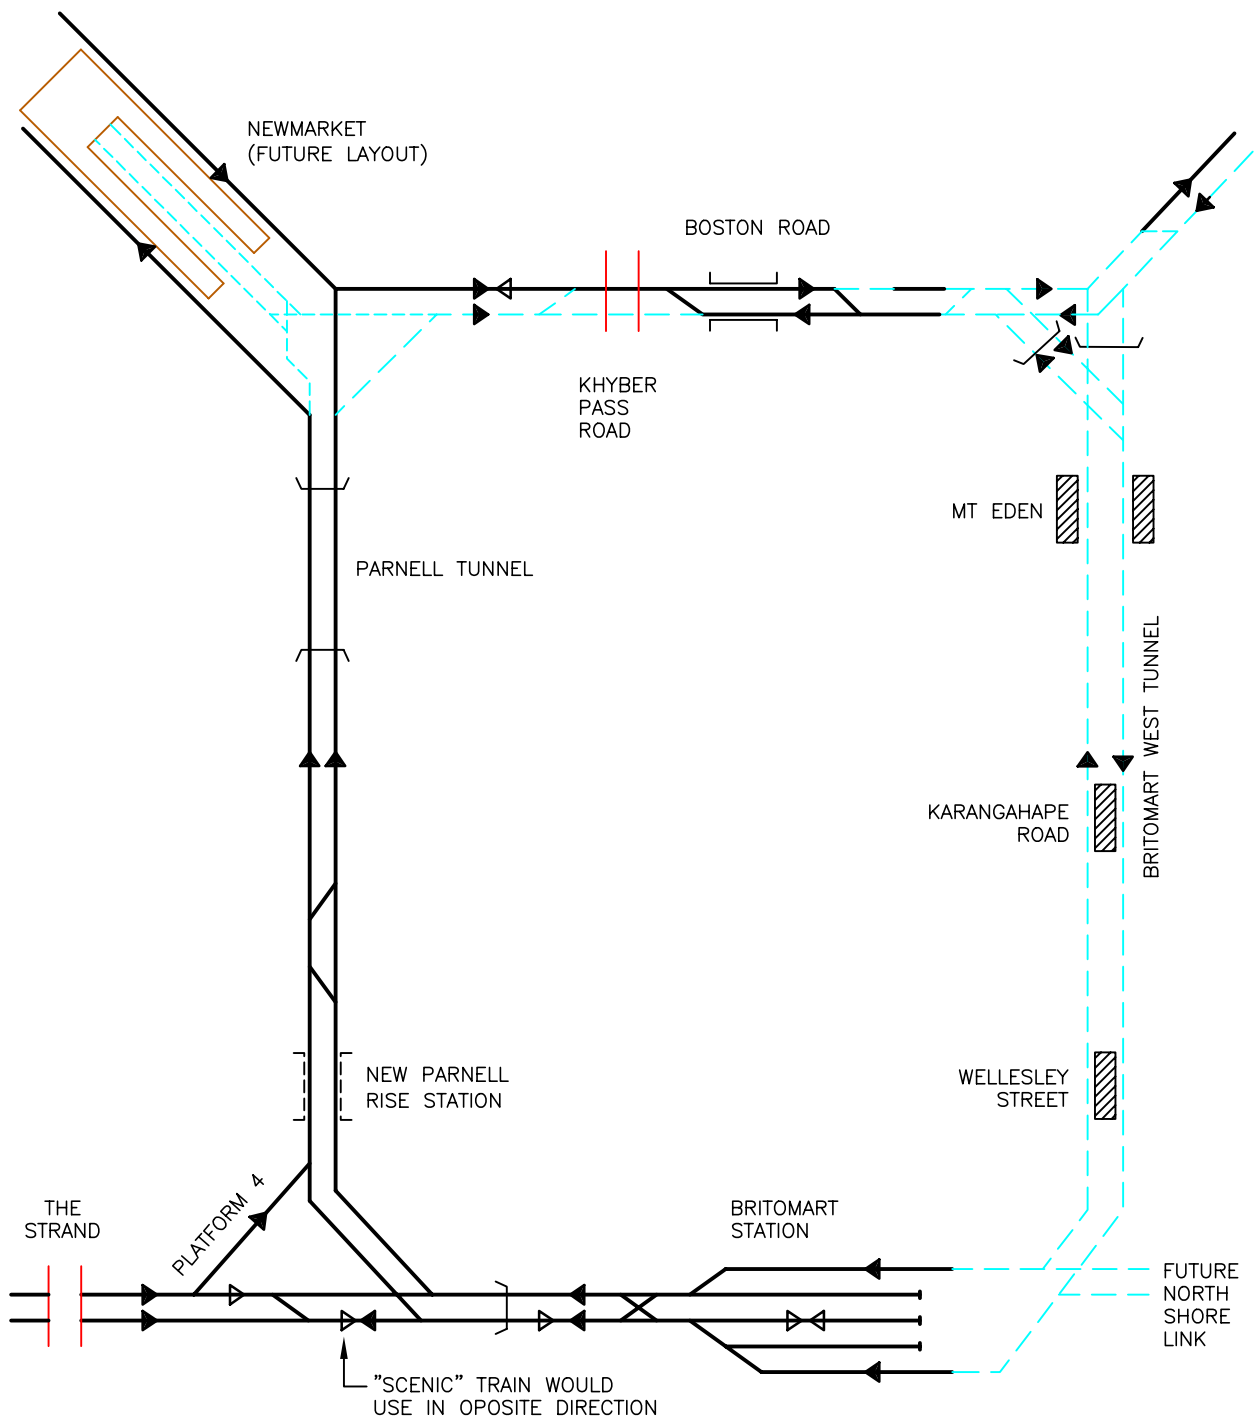 NEWMARKET
(FUTURE LAYOUT)
BOSTON ROAD
KHYBER
PASS
ROAD
MT EDEN
PARNELL TUNNEL
BRITOMART WEST TUNNEL
KARANGAHAPE
ROAD
NEW PARNELL
RISE STATION
WELLESLEY
STREET
THE
STRAND
PLATFORM 4
BRITOMART
STATION
FUTURE
NORTH
SHORE
LINK
"SCENIC" TRAIN WOULD
USE IN OPOSITE DIRECTION